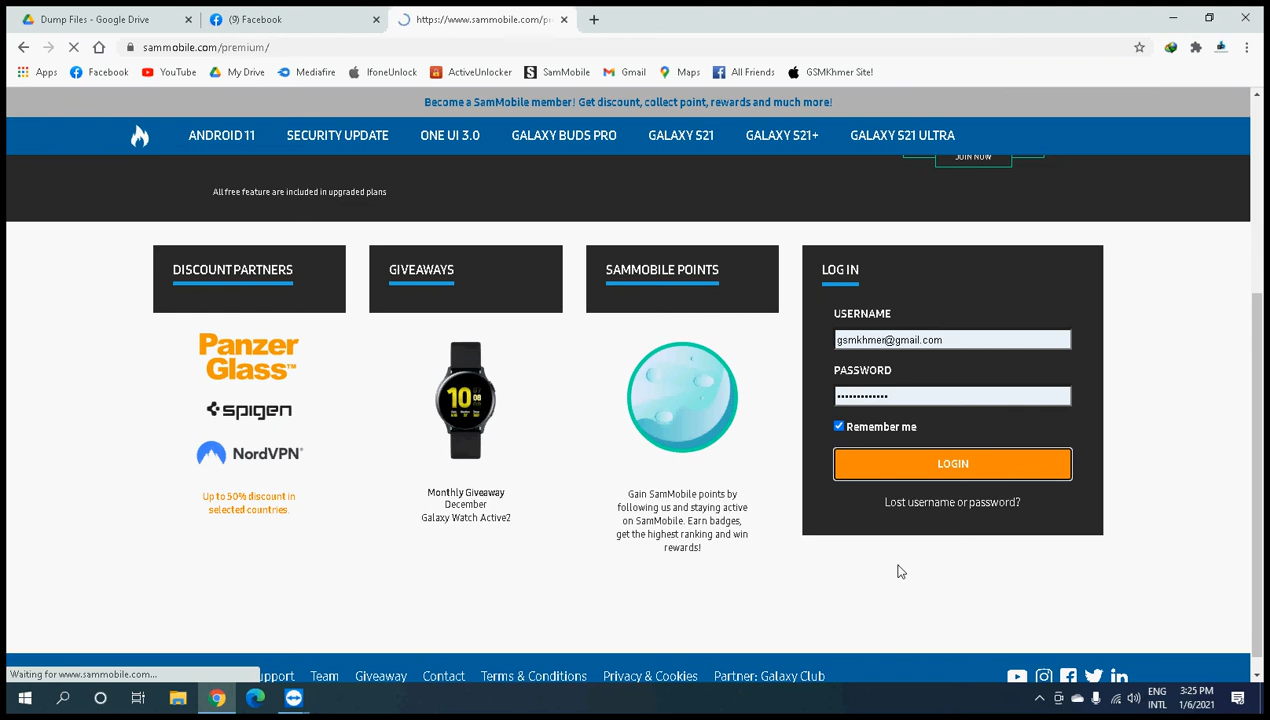 Dump Files - Google Drive
(9) Facebook
https://www.sammobile.com/pr
sammobile.com/premium/
Apps
Facebook
YouTube
My Drive
Mediafire
IfoneUnlock
ActiveUnlocker
SamMobile
Gmail
Maps
All Friends
GSMKhmer Site!
Become a SamMobile member! Get discount, collect point, rewards and much more!
ANDROID 11
SECURITY UPDATE
ONE UI 3.0
GALAXY BUDS PRO
GALAXY S21
GALAXY S21+
GALAXY S21 ULTRA
JOIN NOW
All free feature are included in upgraded plans
DISCOUNT PARTNERS
Panzer
Glass™
spigen
NordVPN®
Up to 50% discount in
selected countries.
GIVEAWAYS
10
08
Monthly Giveaway
December
Galaxy Watch Active2
SAMMOBILE POINTS
Gain SamMobile points by
following us and staying active
on SamMobile. Earn badges,
get the highest ranking and win
rewards!
LOG IN
USERNAME
gsmkhmer@gmail.com
PASSWORD
•••••••••••••
Remember me
LOGIN
Lost username or password?
Waiting for www.sammobile.com...
upport
Team
Giveaway
Contact
Terms & Conditions
Privacy & Cookies
Partner: Galaxy Club
ENG
INTL
3:25 PM
1/6/2021